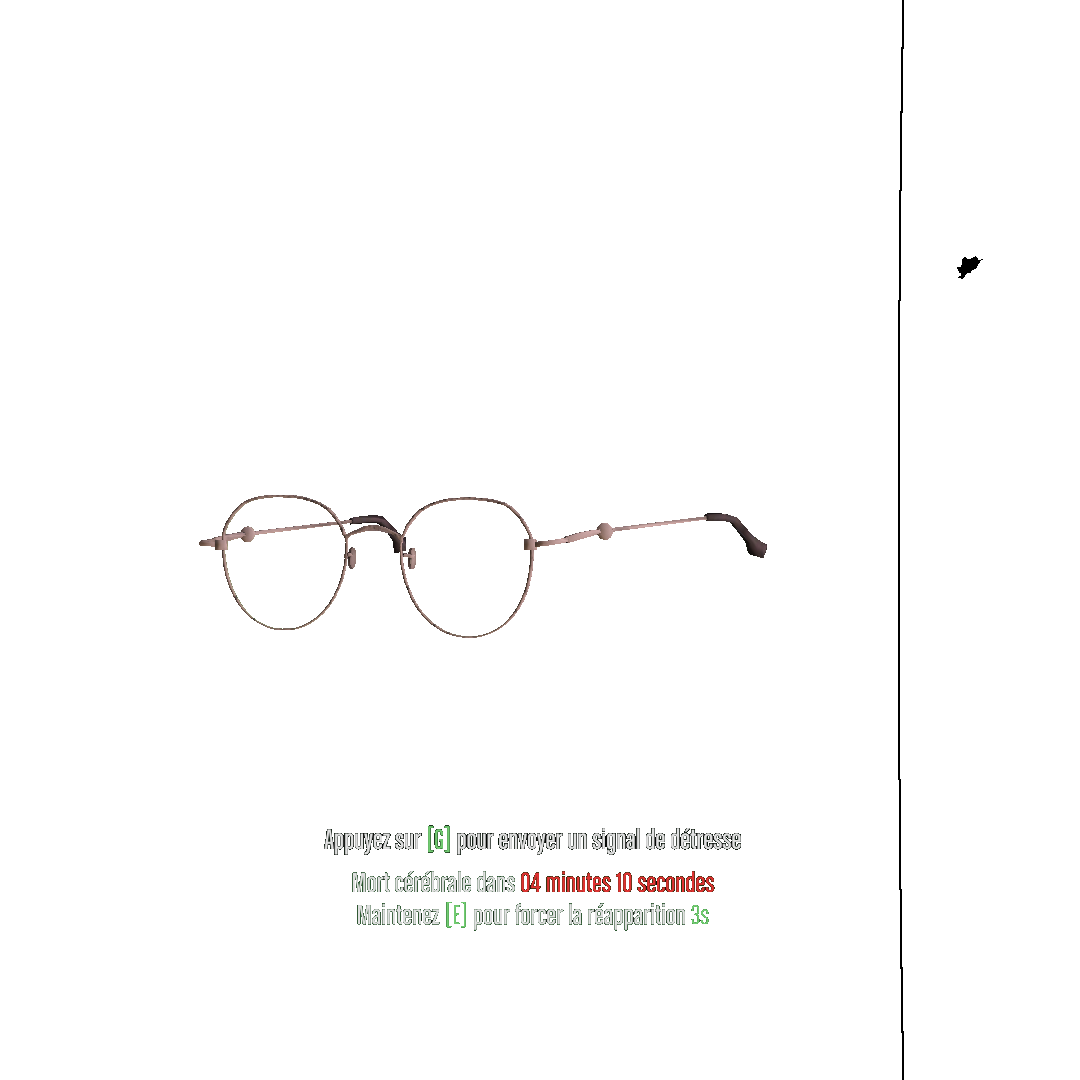 Appuyez sur [G] pour envoyer un signal de détresse
Mort cérébrale dans 04 minutes 10 secondes
Maintenez [E] pour forcer la réapparition 3s